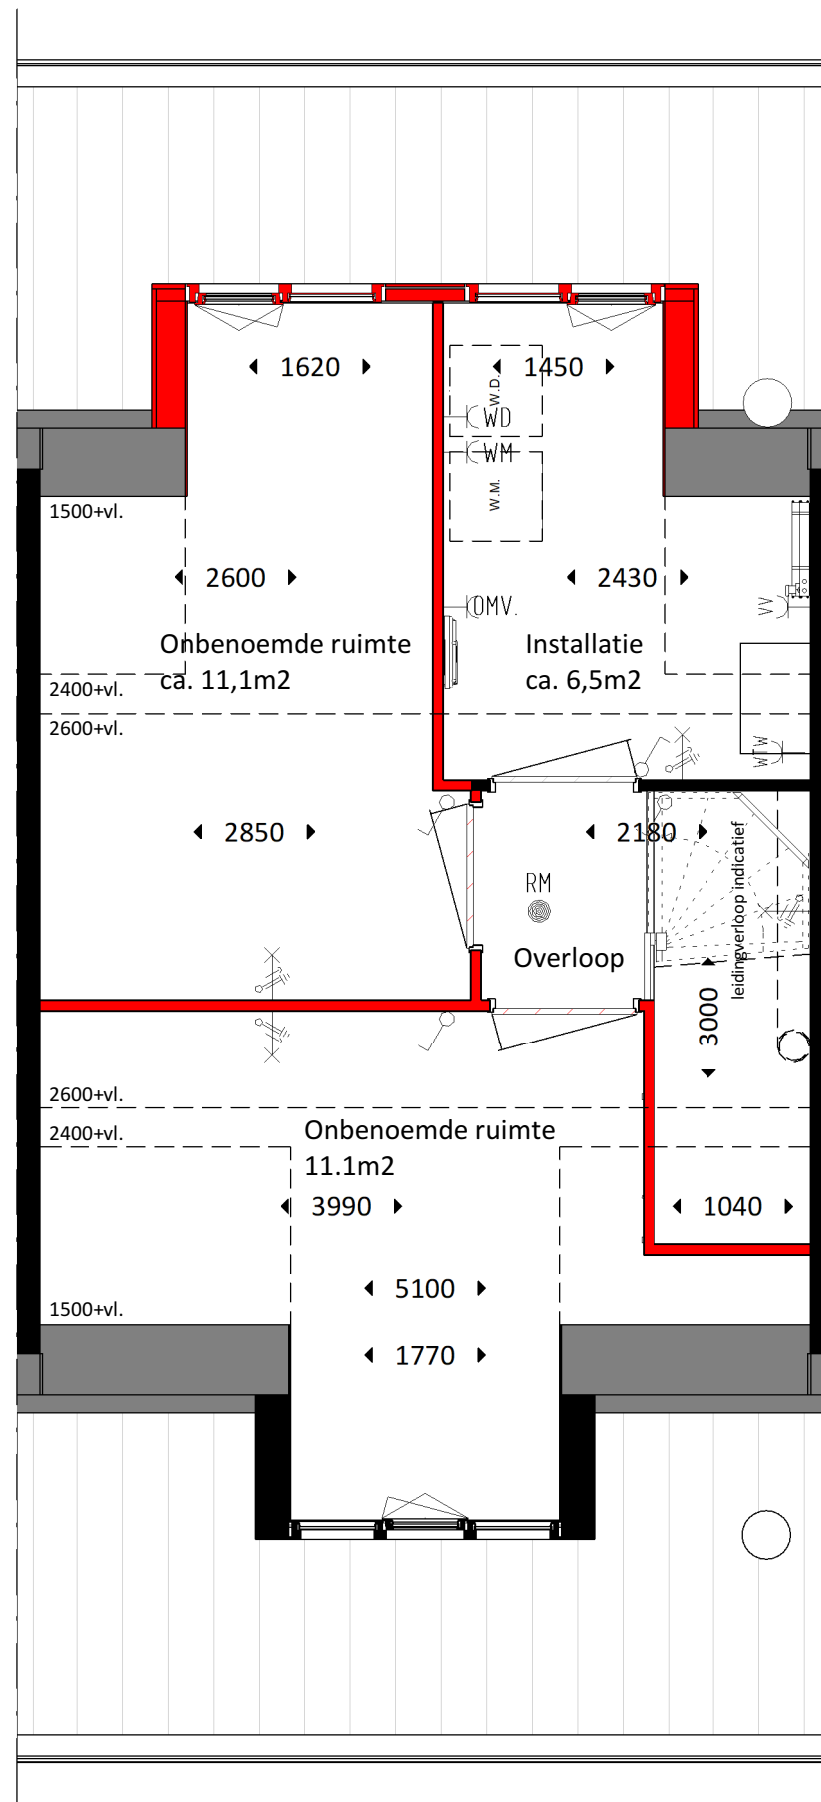 1620
1450
W.D.
WD
WM
W.M.
1500+vl.
2600
2430
OMV.
WV
Onbenoemde ruimte
ca. 11,1m2
Installatie
ca. 6,5m2
2400+vl.
2600+vl.
WTW
2850
2180
RM
leidingverloop indicatief
Overloop
3000
2600+vl.
2400+vl.
Onbenoemde ruimte
11.1m2
3990
1040
5100
1500+vl.
1770